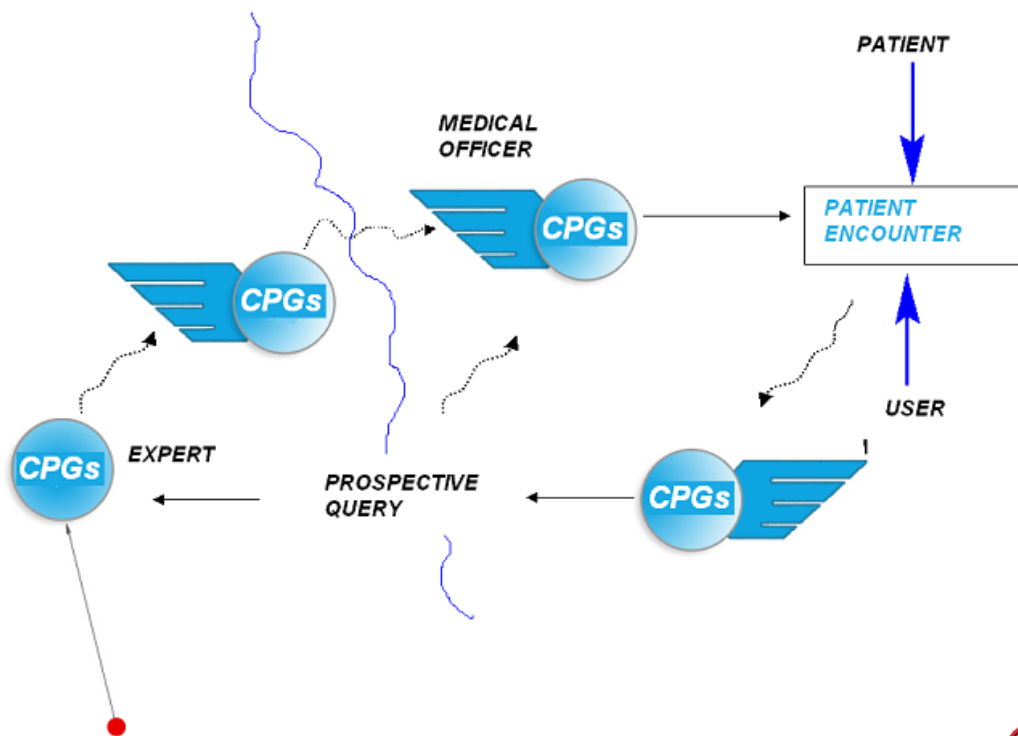 PATIENT
MEDICAL
OFFICER
CPGs
PATIENT
ENCOUNTER
CPGs
USER
CPGs
EXPERT
PROSPECTIVE
QUERY
CPGs